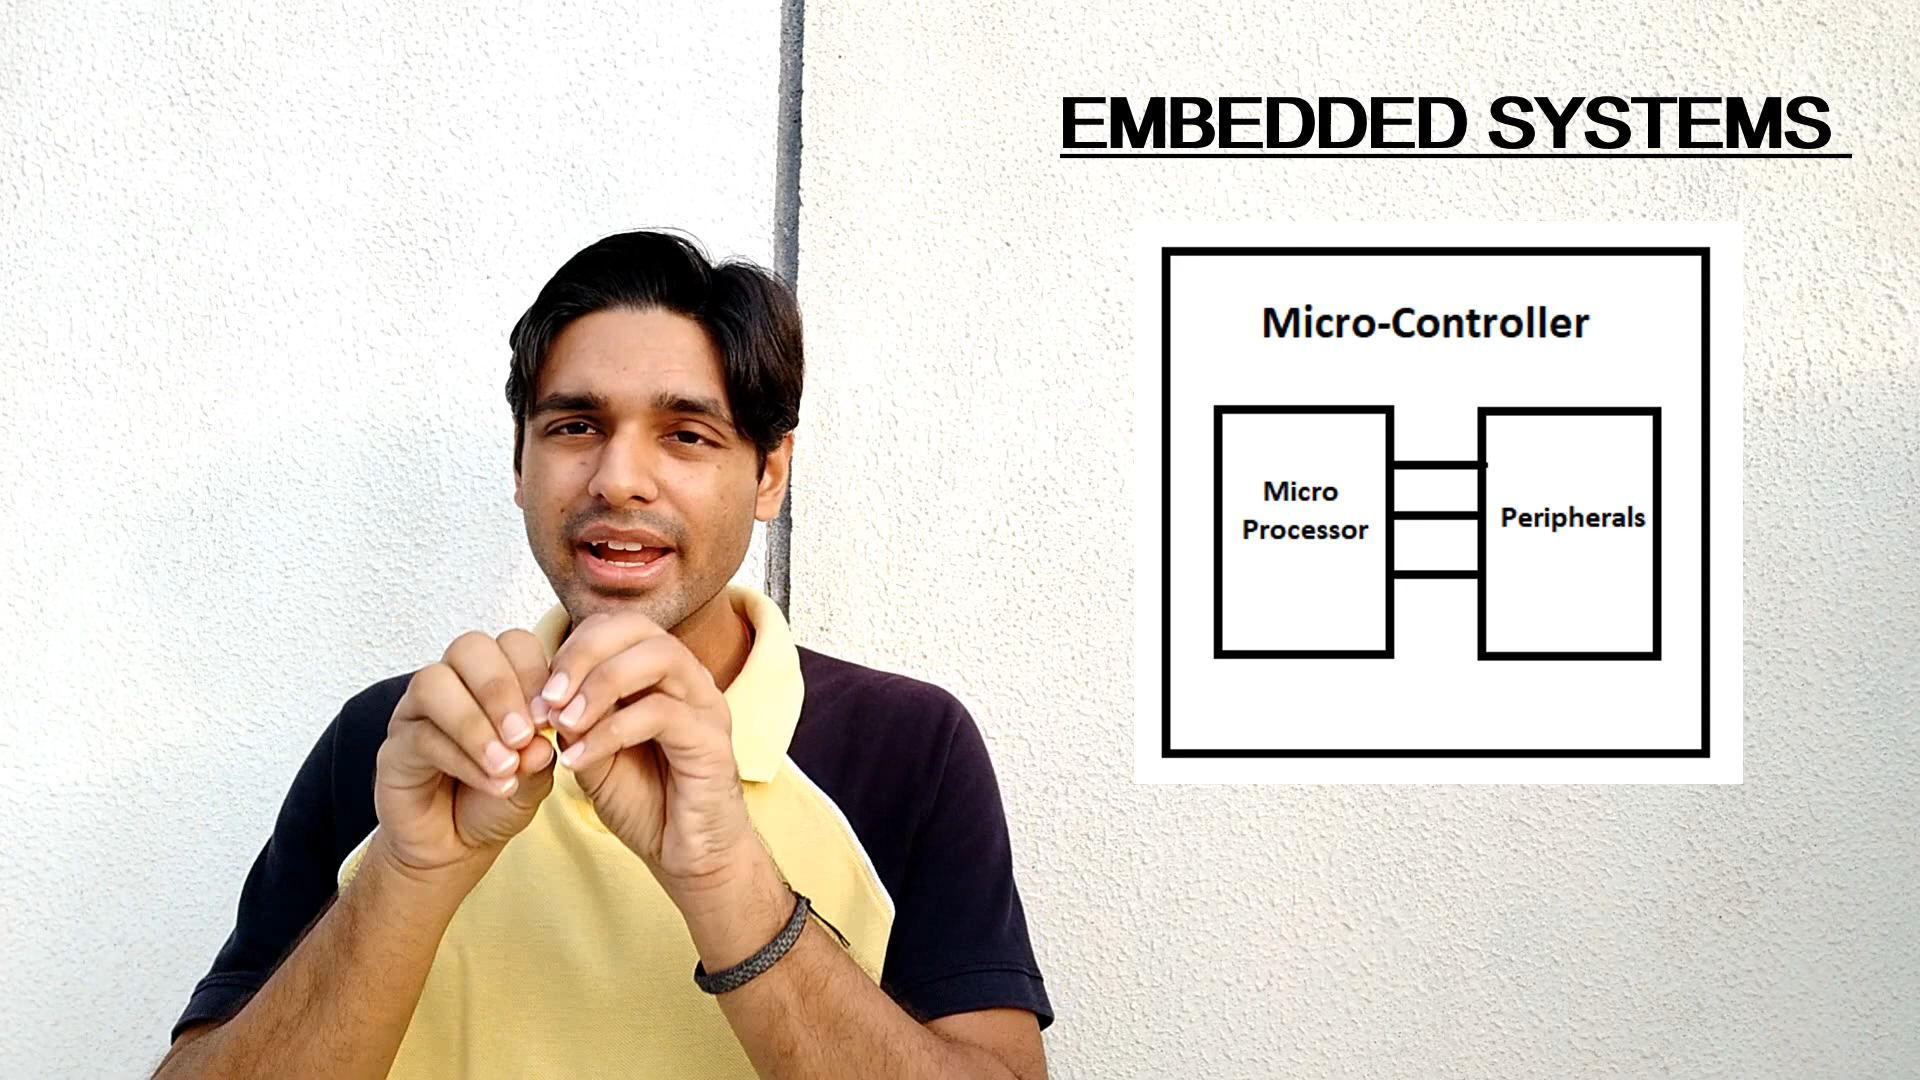 EMBEDDED SYSTEMS
Micro-Controller
Micro
Processor
Peripherals